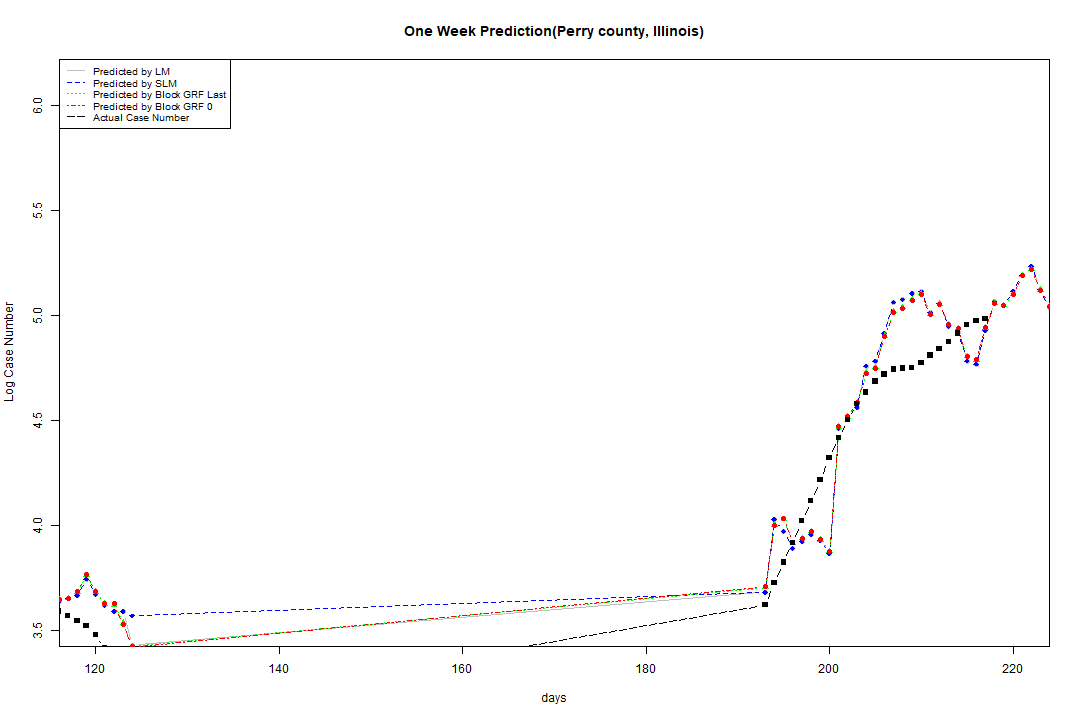 One Week Prediction(Perry county, Illinois)
Predicted by LM
Predicted by SLM
Predicted by Block GRF Last
Predicted by Block GRF 0
Actual Case Number
6.0
5.5
5.0
4.5
4.0
3.5
Log Case Number
120 140 160 180 200 220
days